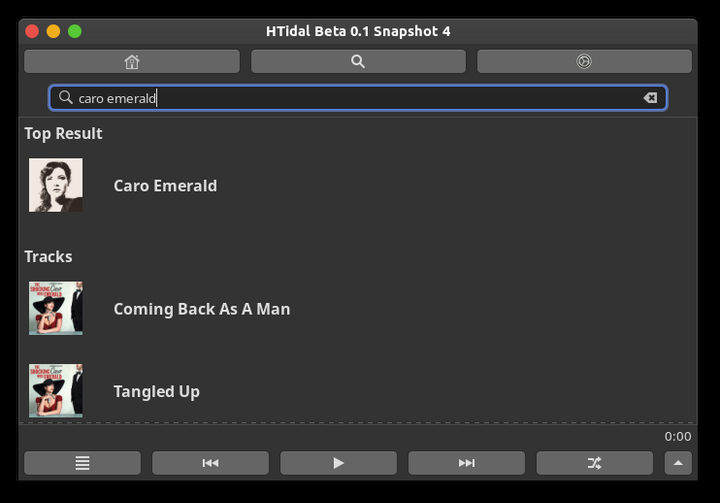 HTidal Beta 0.1 Snapshot 4
caro emerald
Top Result
Caro Emerald
Tracks
Coming Back As A Man
Tangled Up
0:00